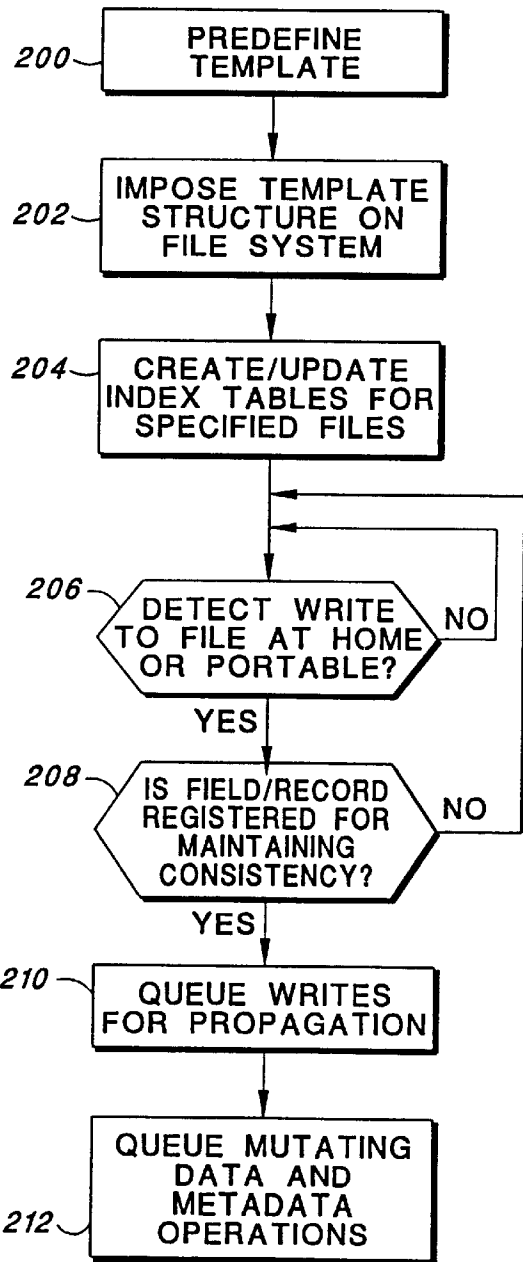 200
PREDEFINE
TEMPLATE
202
IMPOSE TEMPLATE
STRUCTURE ON
FILE SYSTEM
204
CREATE/UPDATE
INDEX TABLES FOR
SPECIFIED FILES
206
DETECT WRITE
TO FILE AT HOME
OR PORTABLE?
NO
YES
208
IS FIELD/RECORD
REGISTERED FOR
MAINTAINING
CONSISTENCY?
NO
YES
210
QUEUE WRITES
FOR PROPAGATION
QUEUE MUTATING
DATA AND
METADATA
OPERATIONS
212